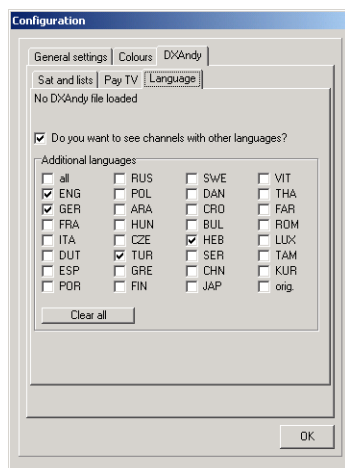 Configuration
General settings Colours DXAndy
Sat and lists Pay TV Language
No DXAndy file loaded
Do you want to see channels with other languages?
Additional languages
all RUS SWE VIT
ENG POL DAN THA
GER ARA CRO FAR
FRA HUN BUL ROM
ITA CZE HEB LUX
DUT TUR SER TAM
ESP GRE CHN KUR
POR FIN JAP orig.
Clear all
OK